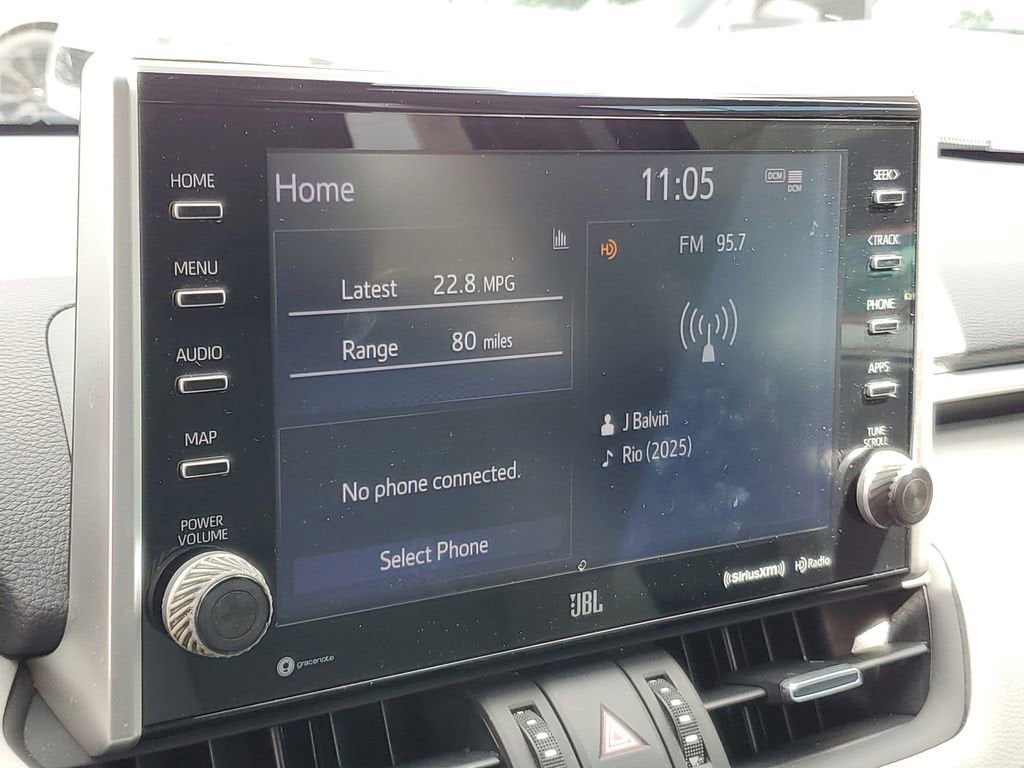 HOME
MENU
AUDIO
MAP
POWER
VOLUME
Home
11:05
DCM
DCM
Latest 22.8 MPG
Range 80 miles
No phone connected.
Select Phone
HD
FM 95.7
J Balvin
Rio (2025)
SEEK>
<TRACK
PHONE
APPS
TUNE
SCROLL
gracenote
JBL
((SiriusXM))
HD Radio